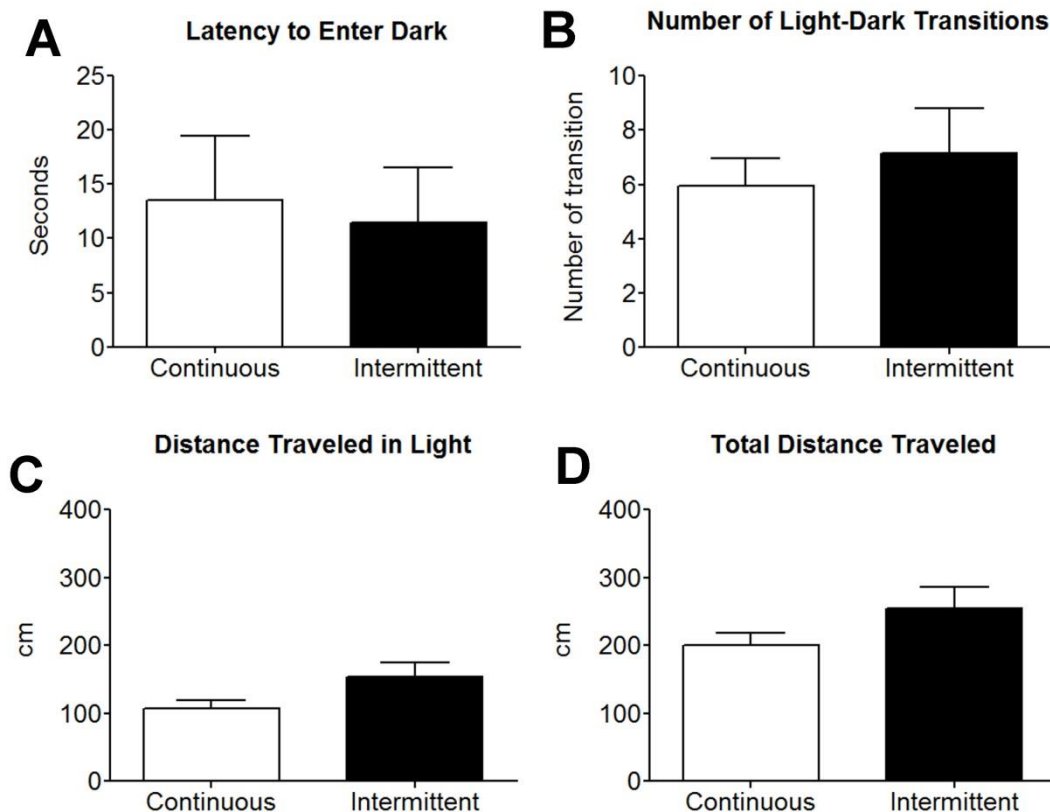 A
Latency to Enter Dark
25
20
15
10
5
0
Seconds
Continuous
Intermittent
B
Number of Light-Dark Transitions
10
8
6
4
2
0
Number of transition
Continuous
Intermittent
C
Distance Traveled in Light
400
300
200
100
0
cm
Continuous
Intermittent
D
Total Distance Traveled
400
300
200
100
0
cm
Continuous
Intermittent